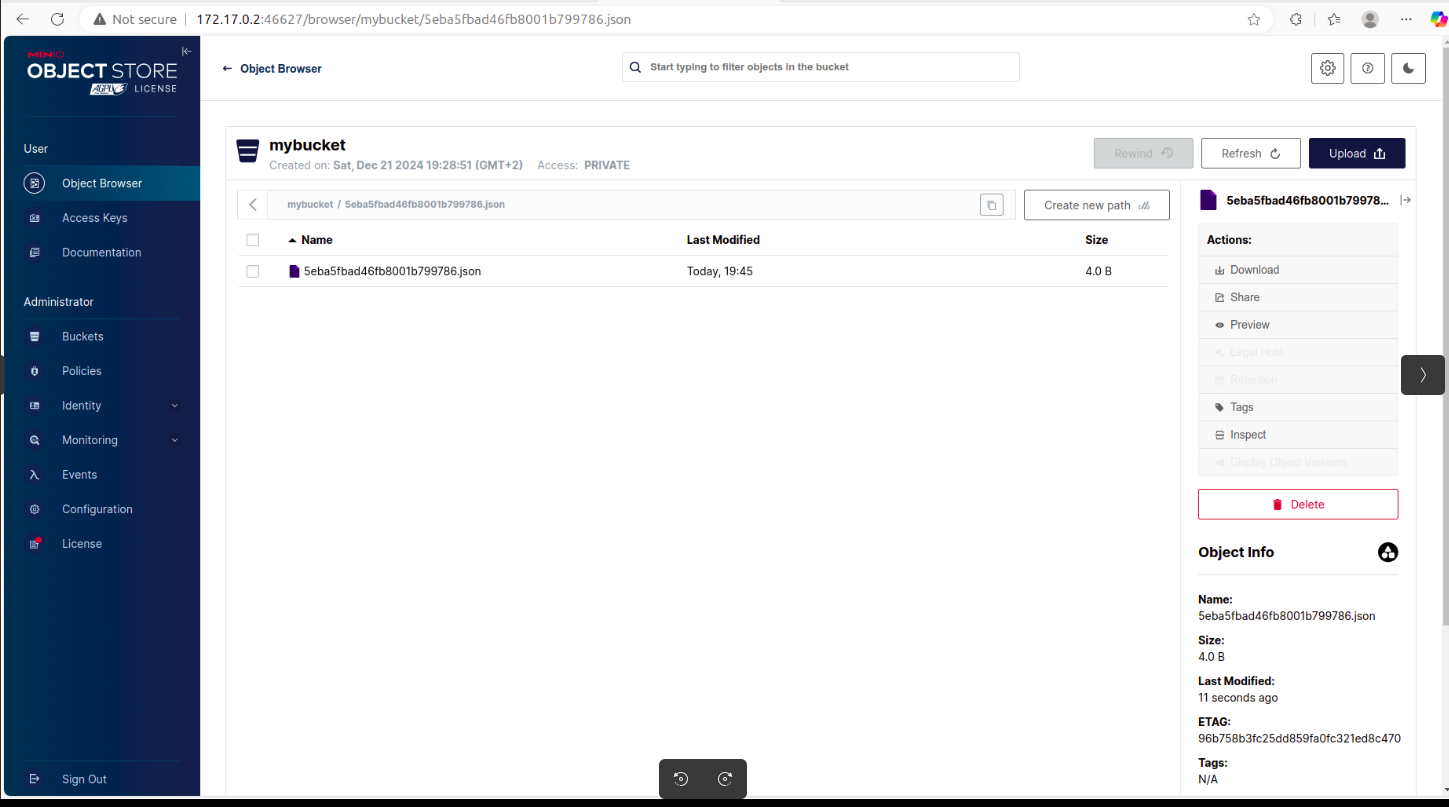 Not secure
172.17.0.2:46627/browser/mybucket/5eba5fbad46fb8001b799786.json
MINIO
OBJECT STORE
AGPLv3 LICENSE
User
Object Browser
Access Keys
Documentation
Administrator
Buckets
Policies
Identity
Monitoring
Events
Configuration
License
Sign Out
Object Browser
Start typing to filter objects in the bucket
mybucket
Created on: Sat, Dec 21 2024 19:28:51 (GMT+2) Access: PRIVATE
Rewind
Refresh
Upload
mybucket / 5eba5fbad46fb8001b799786.json
Create new path
Name Last Modified Size
5eba5fbad46fb8001b799786.json Today, 19:45 4.0 B
5eba5fbad46fb8001b79978...
Actions:
Download
Share
Preview
Legal Hold
Retention
Tags
Inspect
Display Object Versions
Delete
Object Info
Name:
5eba5fbad46fb8001b799786.json
Size:
4.0 B
Last Modified:
11 seconds ago
ETAG:
96b758b3fc25dd859fa0fc321ed8c470
Tags:
N/A